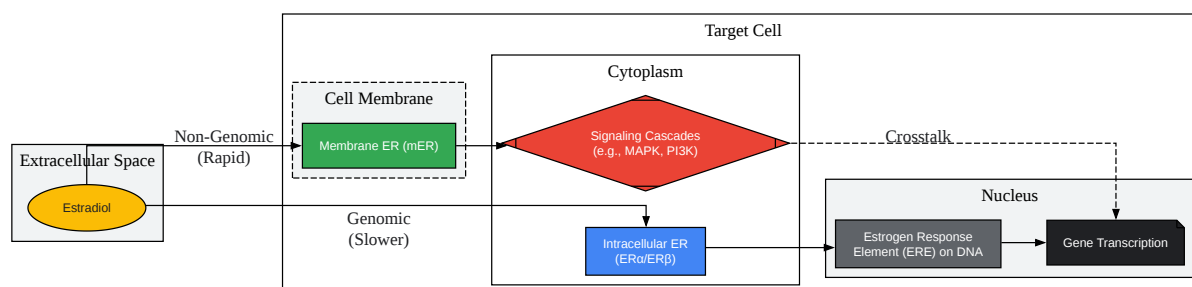 Target Cell
Cytoplasm
Cell Membrane
Signaling Cascades
(e.g., MAPK, PI3K)
Membrane ER (mER)
Non-Genomic
(Rapid)
Crosstalk
Extracellular Space
Estradiol
Genomic
(Slower)
Intracellular ER
(ERα/ERβ)
Nucleus
Estrogen Response
Element (ERE) on DNA
Gene Transcription